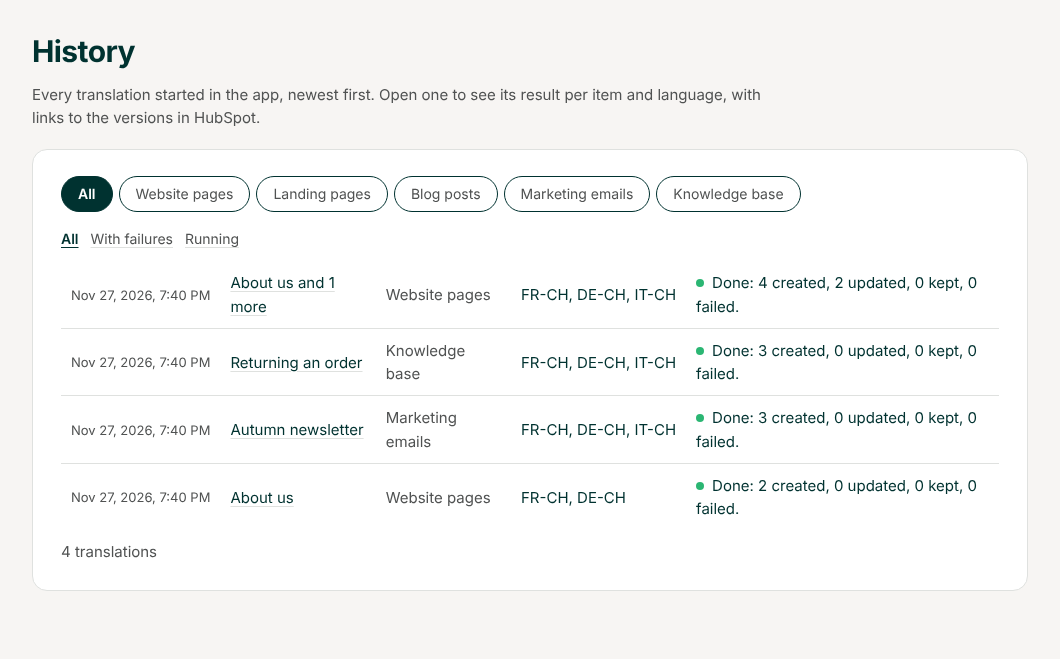 History
Every translation started in the app, newest first. Open one to see its result per item and language, with
links to the versions in HubSpot.
All Website pages Landing pages Blog posts Marketing emails Knowledge base
All With failures Running
Nov 27, 2026, 7:40 PM About us and 1 more Website pages FR-CH, DE-CH, IT-CH Done: 4 created, 2 updated, 0 kept, 0 failed.
Nov 27, 2026, 7:40 PM Returning an order Knowledge base FR-CH, DE-CH, IT-CH Done: 3 created, 0 updated, 0 kept, 0 failed.
Nov 27, 2026, 7:40 PM Autumn newsletter Marketing emails FR-CH, DE-CH, IT-CH Done: 3 created, 0 updated, 0 kept, 0 failed.
Nov 27, 2026, 7:40 PM About us Website pages FR-CH, DE-CH Done: 2 created, 0 updated, 0 kept, 0 failed.
4 translations